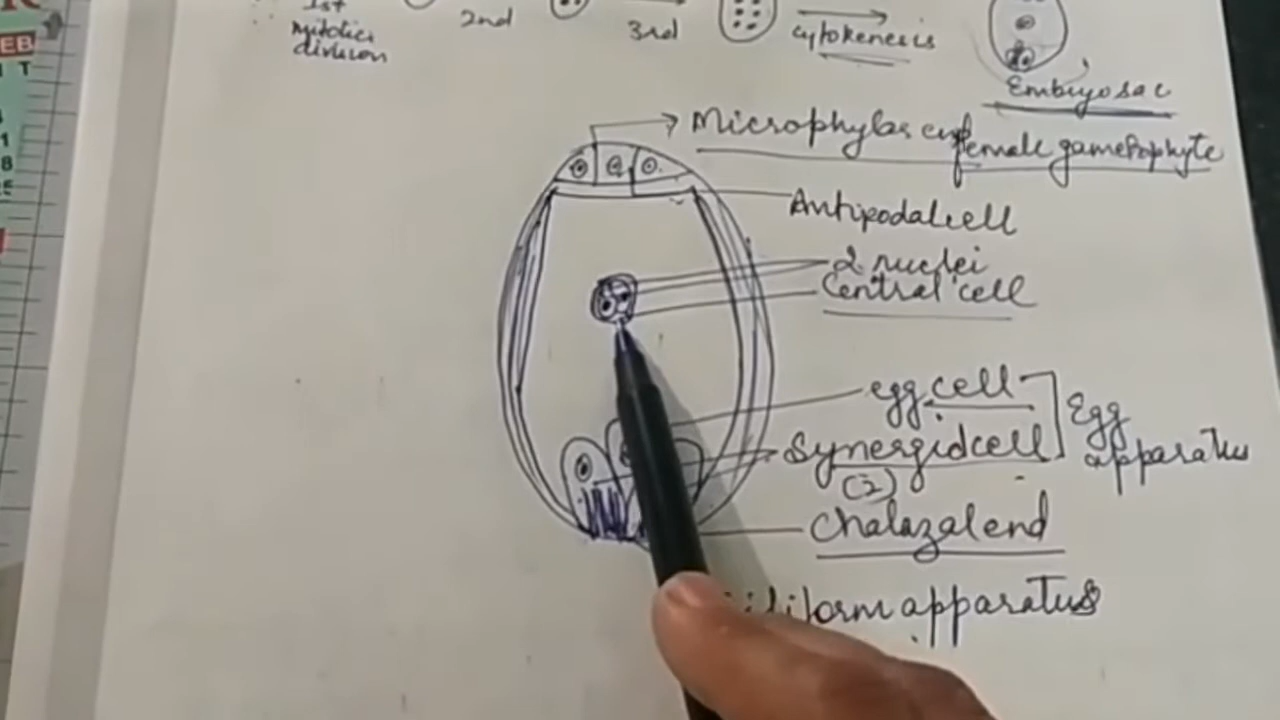 1st
mitotic
division
2nd
3rd
cytokenesis
Embryosac
Microphylar end
female gametophyte
Antipodal cell
2 nuclei
Central cell
egg cell
Egg
apparatus
Synergid cell
(2)
Chalazal end
filiform apparatus
EB